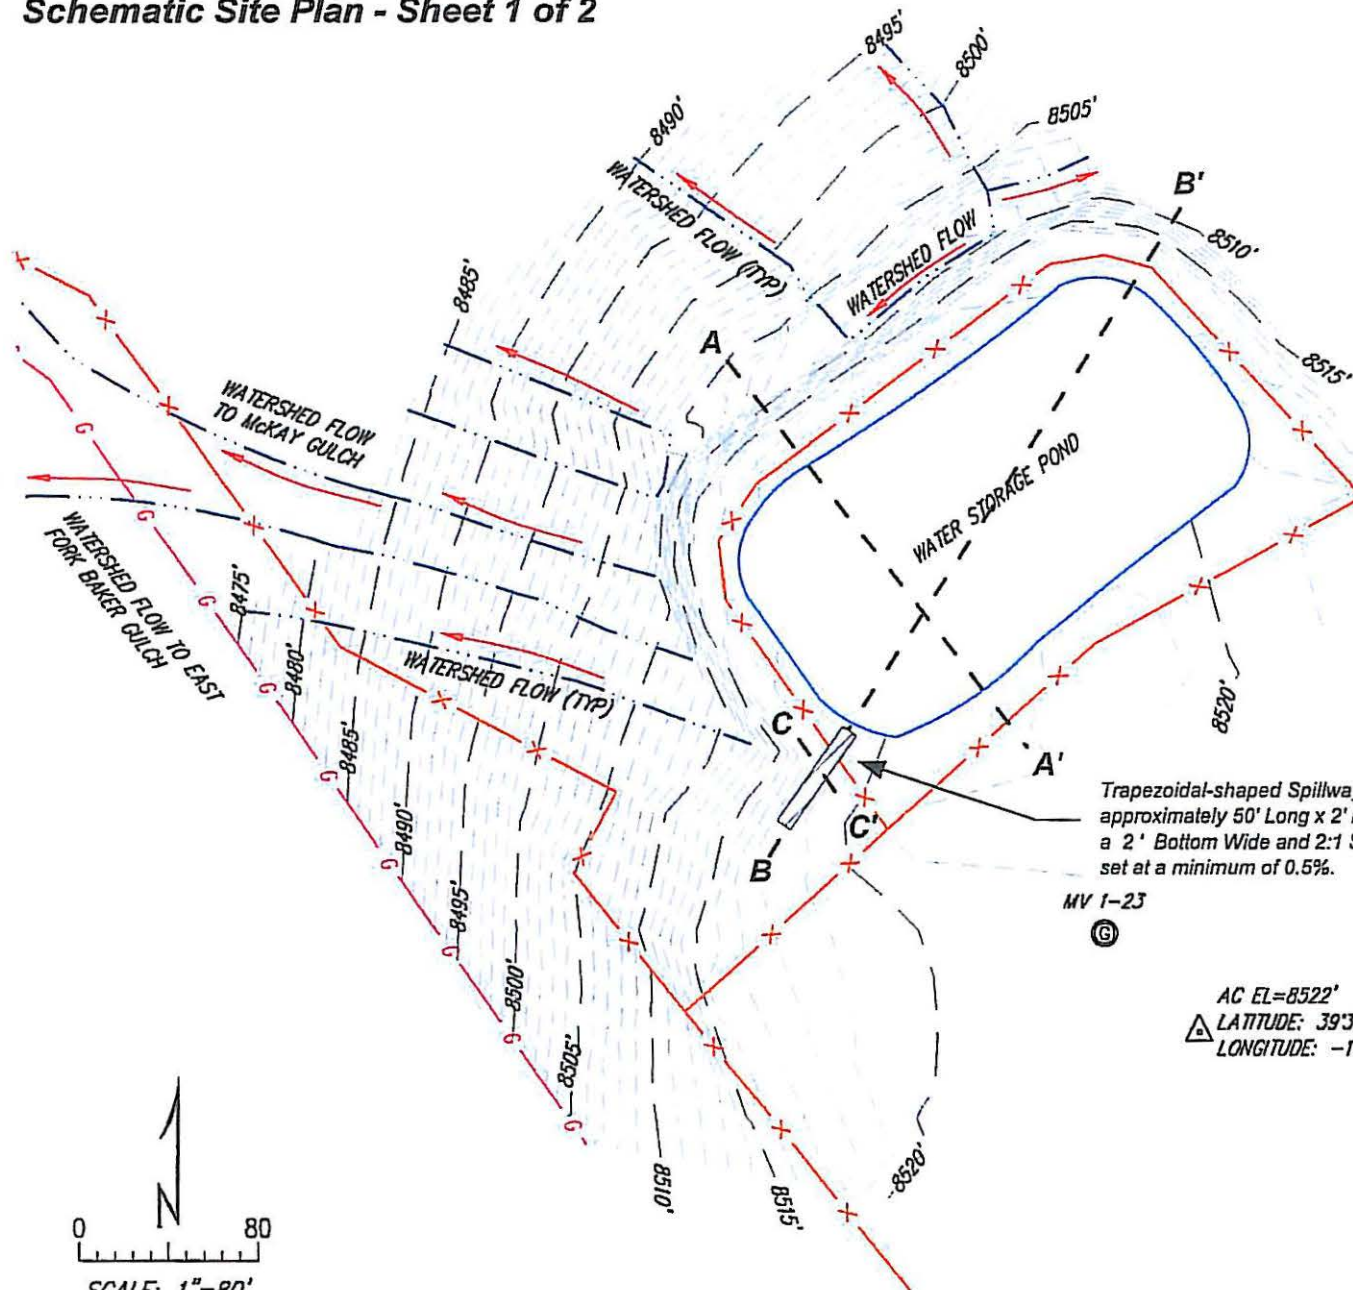 Schematic Site Plan - Sheet 1 of 2
8495'
8500'
8505'
8490'
WATERSHED FLOW (TYP)
WATERSHED FLOW
B'
8510'
8515'
8485'
A
WATERSHED FLOW
TO McKAY GULCH
WATER STORAGE POND
WATERSHED FLOW TO EAST
FORK BAKER GULCH
G
G
G
G
G
G
G
G
G
8475'
8480'
8485'
8490'
8495'
8500'
8505'
WATERSHED FLOW (TYP)
8520'
C
A'
C'
B
Trapezoidal-shaped Spillway
approximately 50' Long x 2'
a 2' Bottom Wide and 2:1
set at a minimum of 0.5%.
MV 1-23
G
AC EL=8522'
LATITUDE: 39°3
LONGITUDE: -1
8510'
8515'
8520'
N
0 80
SCALE: 1"=80'